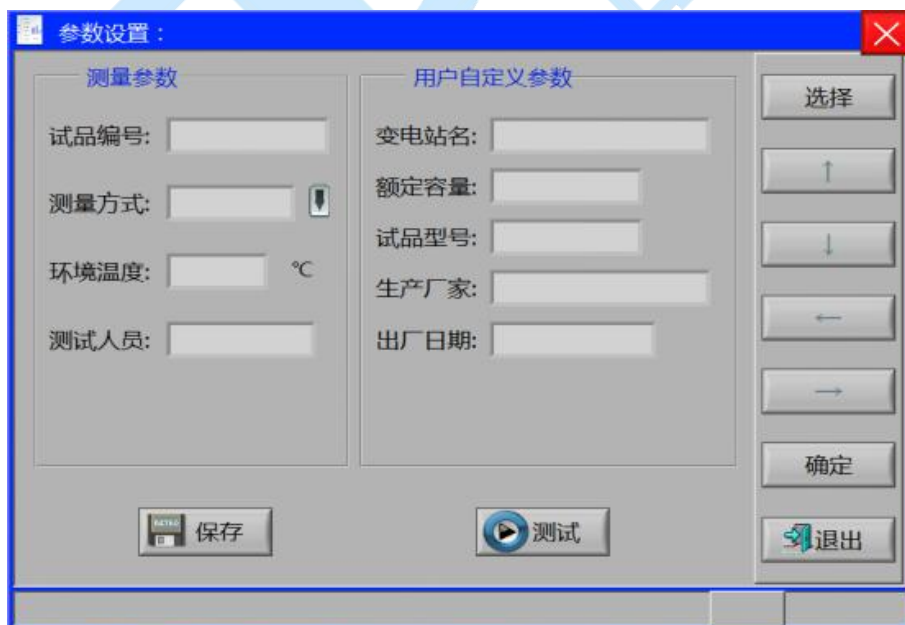 参数设置：
测量参数
试品编号:
测量方式:
环境温度: ℃
测试人员:
用户自定义参数
变电站名:
额定容量:
试品型号:
生产厂家:
出厂日期:
保存
测试
选择
↑
↓
←
→
确定
退出